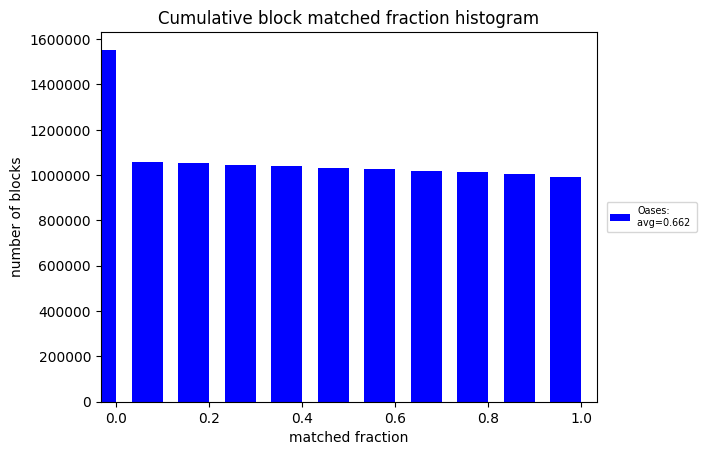 Cumulative block matched fraction histogram
1600000
1400000
1200000
1000000
800000
600000
400000
200000
0
number of blocks
0.0 0.2 0.4 0.6 0.8 1.0
matched fraction
Oases:
avg=0.662